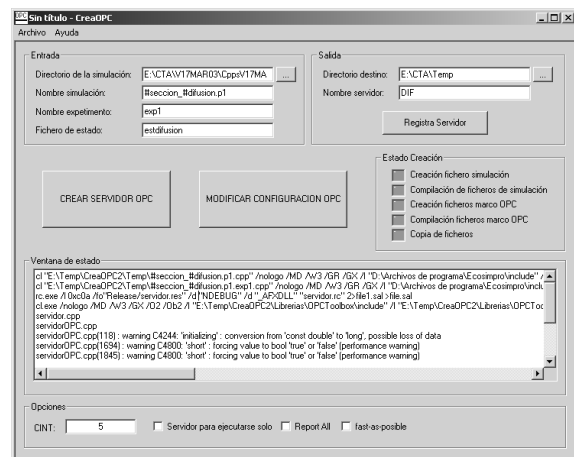 OPC Sin título - CreaOPC
Archivo Ayuda
Entrada
Directorio de la simulación: E:\CTA\V17MAR03\CppsV17MA ...
Nombre simulación: #seccion_#difusion.p1
Nombre expetimento: exp1
Fichero de estado: estdifusion
Salida
Directorio destino: E:\CTA\Temp ...
Nombre servidor: DIF
Registra Servidor
CREAR SERVIDOR OPC
MODIFICAR CONFIGURACION OPC
Estado Creación
Creación fichero simulación
Compilación de ficheros de simulación
Creación ficheros marco OPC
Compilación ficheros marco OPC
Copia de ficheros
Ventana de estado
cl "E:\Temp\CreaOPC2\Temp\#seccion_#difusion.p1.cpp" /nologo /MD /W3 /GR /GX /I "D:\Archivos de programa\Ecosimpro\include" /
cl "E:\Temp\CreaOPC2\Temp\#seccion_#difusion.p1.exp1.cpp" /nologo /MD /W3 /GR /GX /I "D:\Archivos de programa\Ecosimpro\inclu
rc.exe /l 0xc0a /fo"Release/servidor.res" /d "NDEBUG" /d "_AFXDLL" "servidor.rc" 2>file1.sal >file.sal
cl.exe /nologo /MD /W3 /GX /O2 /Ob2 /I "E:\Temp\CreaOPC2\Librerias\OPCToolbox\include" /I "E:\Temp\CreaOPC2\Librerias\OPCToc
servidor.cpp
servidorOPC.cpp
servidorOPC.cpp(118) : warning C4244: 'initializing' : conversion from 'const double' to 'long', possible loss of data
servidorOPC.cpp(1694) : warning C4800: 'short' : forcing value to bool 'true' or 'false' (performance warning)
servidorOPC.cpp(1845) : warning C4800: 'short' : forcing value to bool 'true' or 'false' (performance warning)
Opciones
CINT: 5 Servidor para ejecutarse solo Report All fast-as-posible